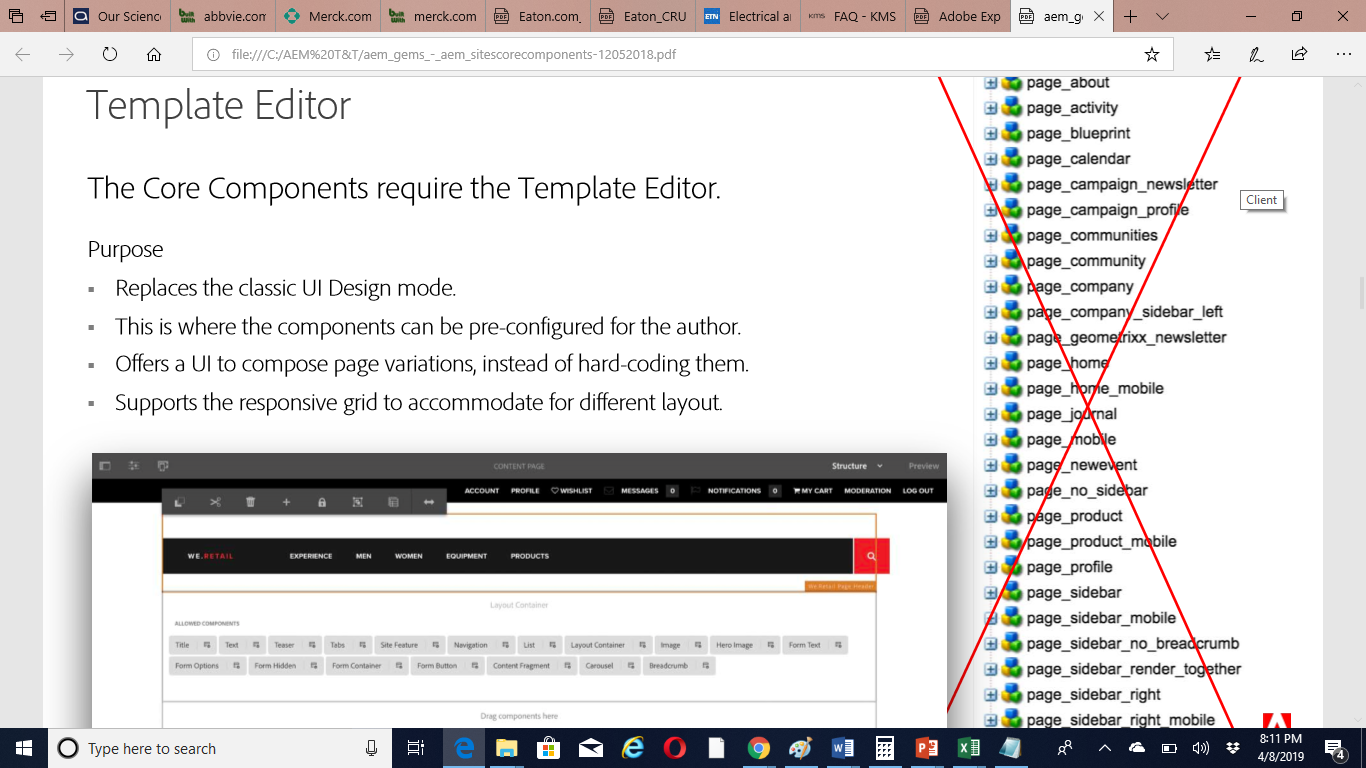 Our Science
abbvie.com
Merck.com
merck.com
Eaton.com_
Eaton_CRU
ETN
Electrical an
KMS
FAQ - KMS
Adobe Exp
aem_ge
file:///C:/AEM%20T&T/aem_gems_-_aem_sitescorecomponents-12052018.pdf
Template Editor
The Core Components require the Template Editor.
Purpose
Replaces the classic UI Design mode.
This is where the components can be pre-configured for the author.
Offers a UI to compose page variations, instead of hard-coding them.
Supports the responsive grid to accommodate for different layout.
CONTENT PAGE
Structure
Preview
ACCOUNT PROFILE WISHLIST MESSAGES 0 NOTIFICATIONS 0 MY CART MODERATION LOG OUT
WE.RETAIL EXPERIENCE MEN WOMEN EQUIPMENT PRODUCTS
We.Retail Page Header
Layout Container
ALLOWED COMPONENTS
Title Text Teaser Tabs Site Feature Navigation List Layout Container Image Hero Image Form Text
Form Options Form Hidden Form Container Form Button Content Fragment Carousel Breadcrumb
Drag components here
page_about
page_activity
page_blueprint
page_calendar
page_campaign_newsletter
page_campaign_profile
page_communities
page_community
page_company
page_company_sidebar_left
page_geometrixx_newsletter
page_home
page_home_mobile
page_journal
page_mobile
page_newevent
page_no_sidebar
page_product
page_product_mobile
page_profile
page_sidebar
page_sidebar_mobile
page_sidebar_no_breadcrumb
page_sidebar_render_together
page_sidebar_right
page_sidebar_right_mobile
Client
Type here to search
8:11 PM
4/8/2019
4